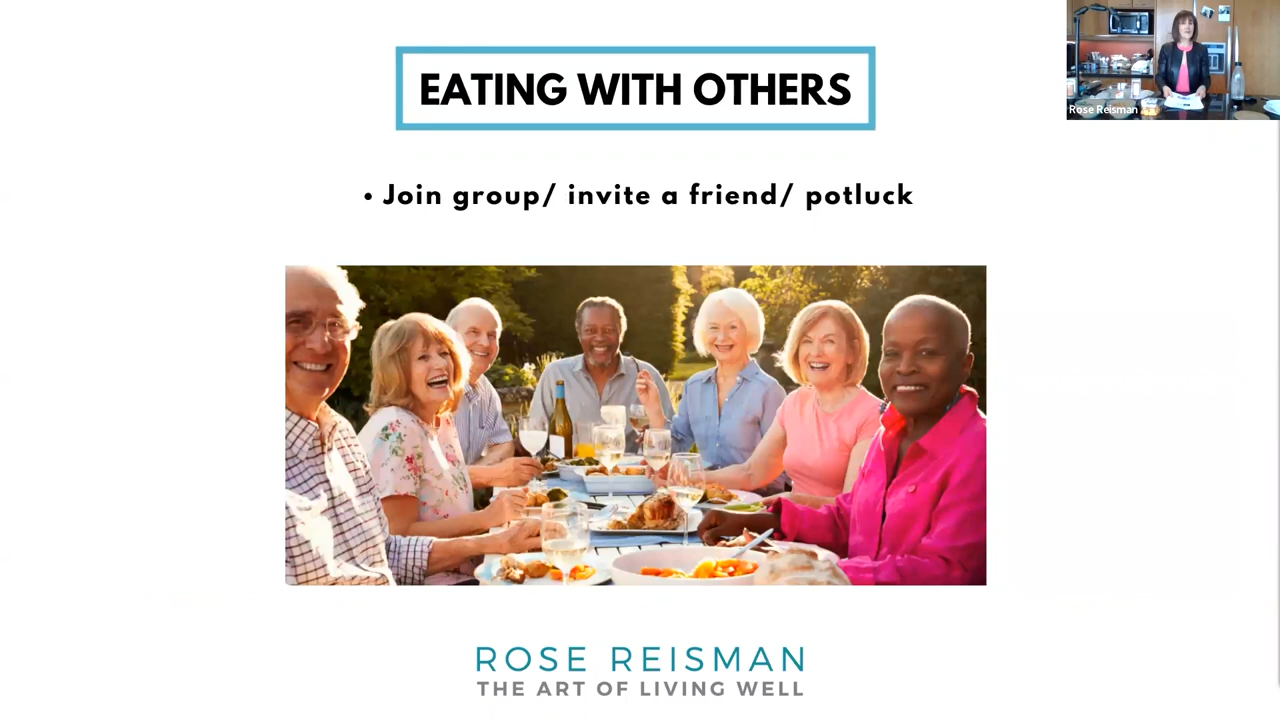 EATING WITH OTHERS
Rose Reisman
• Join group/ invite a friend/ potluck
ROSE REISMAN
THE ART OF LIVING WELL